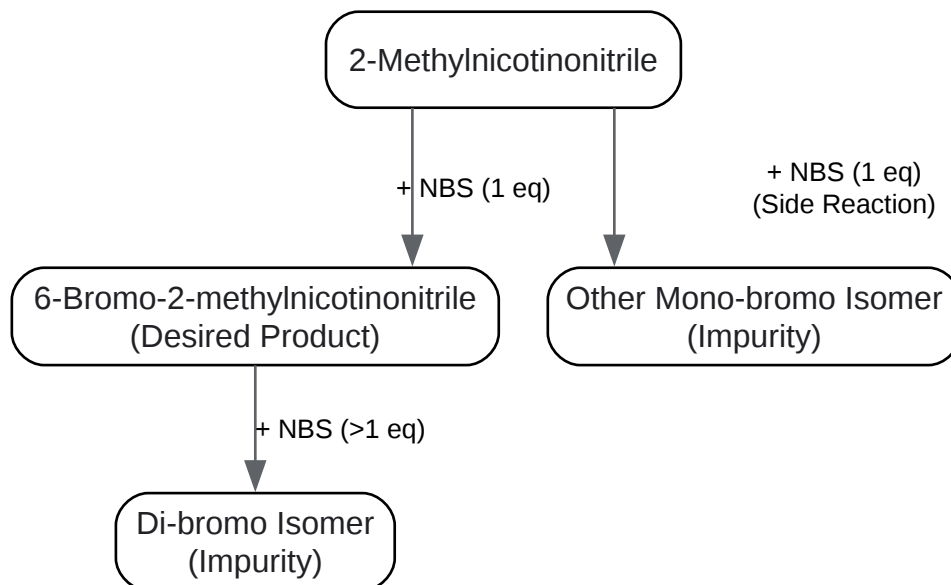 2-Methylnicotinonitrile
+ NBS (1 eq)
+ NBS (1 eq)
(Side Reaction)
6-Bromo-2-methylnicotinonitrile
(Desired Product)
Other Mono-bromo Isomer
(Impurity)
+ NBS (>1 eq)
Di-bromo Isomer
(Impurity)